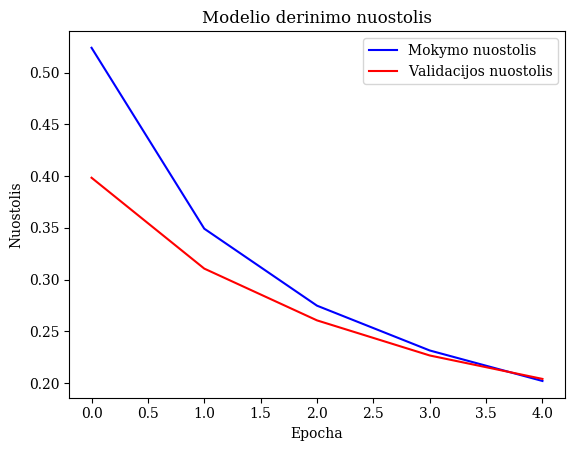 Modelio derinimo nuostolis
Mokymo nuostolis
Validacijos nuostolis
Nuostolis
0.50
0.45
0.40
0.35
0.30
0.25
0.20
0.0 0.5 1.0 1.5 2.0 2.5 3.0 3.5 4.0
Epocha